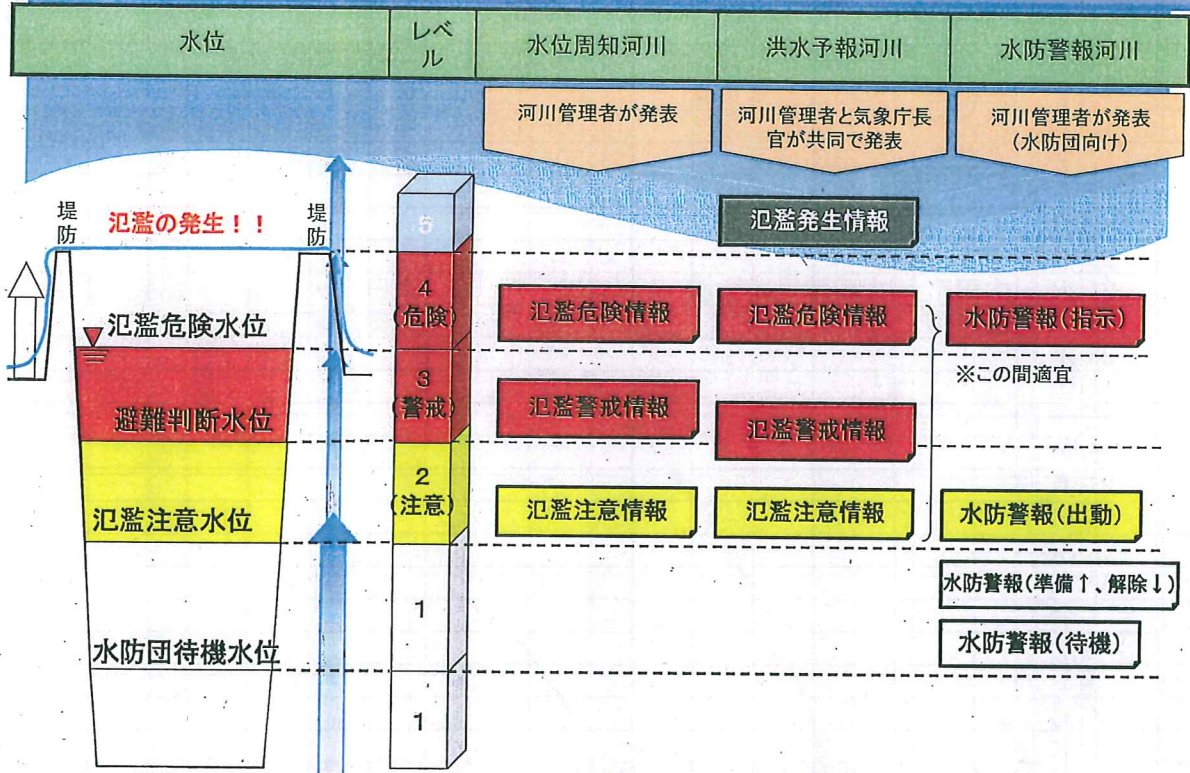 水位
レベ
ル
水位周知河川
洪水予報河川
水防警報河川
河川管理者が発表
河川管理者と気象庁長
官が共同で発表
河川管理者が発表
(水防団向け)
堤防
氾濫の発生！！
堤防
5
氾濫発生情報
氾濫危険水位
4
(危険)
氾濫危険情報
氾濫危険情報
水防警報(指示)
※この間適宜
避難判断水位
3
(警戒)
氾濫警戒情報
氾濫警戒情報
氾濫注意水位
2
(注意)
氾濫注意情報
氾濫注意情報
水防警報(出動)
1
水防警報(準備↑、解除↓)
水防警報(待機)
水防団待機水位
1